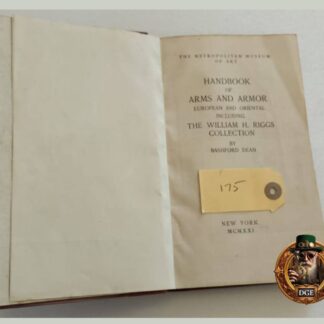 THE METROPOLITAN MUSEUM
OF ART
HANDBOOK
OF
ARMS AND ARMOR
EUROPEAN AND ORIENTAL
INCLUDING
THE WILLIAM H. RIGGS
COLLECTION
BY
BASHFORD DEAN
175
NEW YORK
MCMXXI
DGE